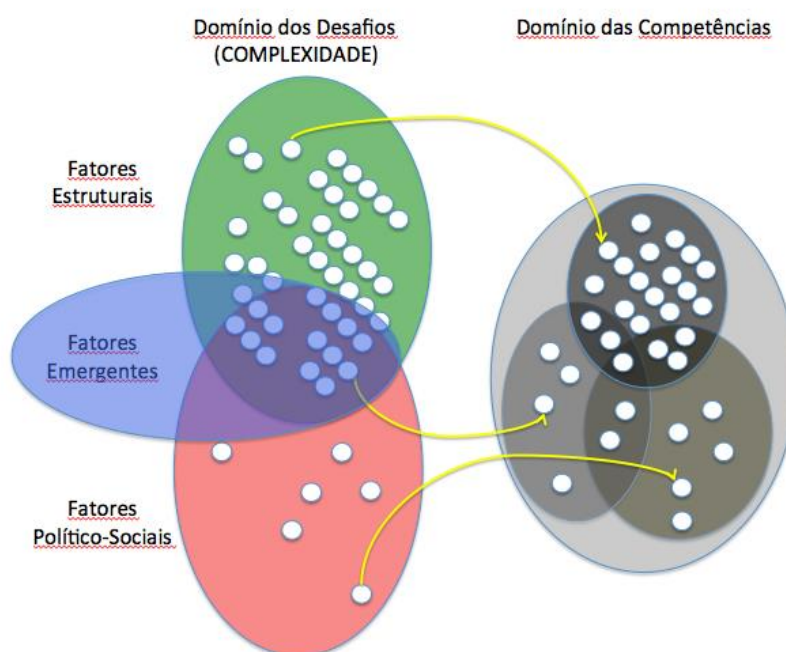 Domínio dos Desafios
(COMPLEXIDADE)
Domínio das Competências
Fatores
Estruturais
Fatores
Emergentes
Fatores
Político-Sociais